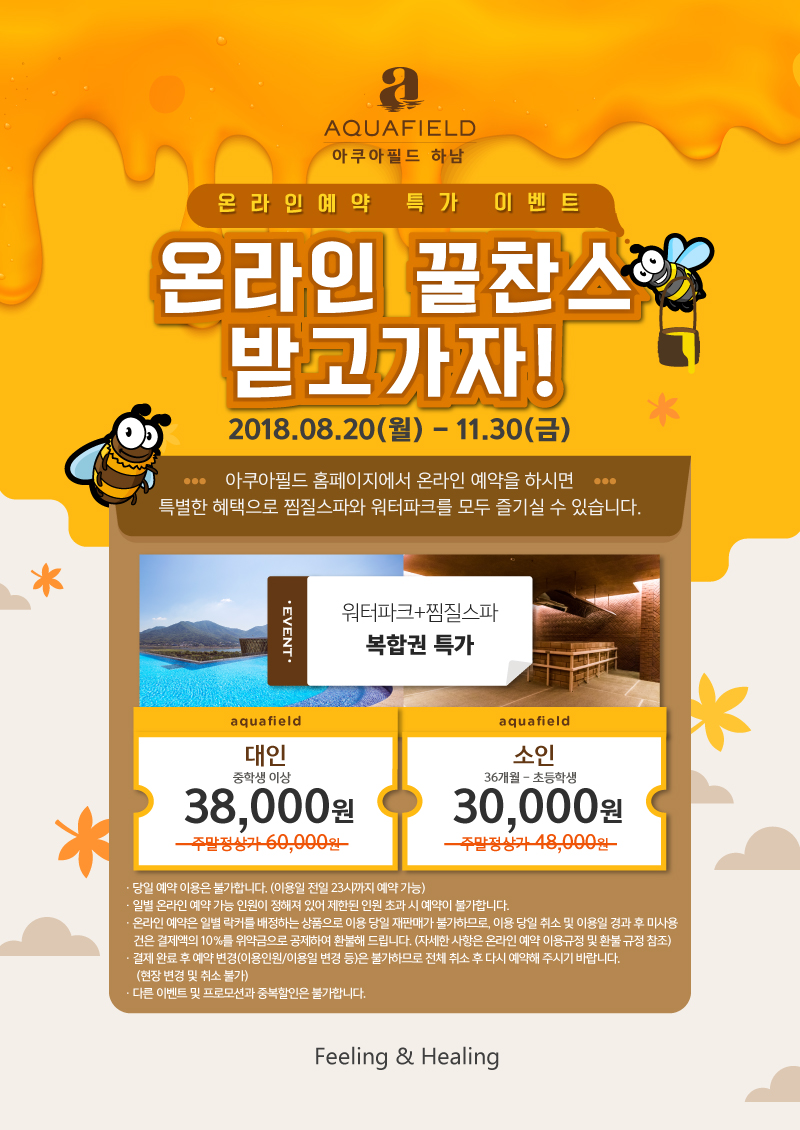 a
AQUAFIELD
아쿠아필드 하남
온라인예약 특가 이벤트
온라인 꿀찬스
받고가자!
2018.08.20(월) – 11.30(금)
아쿠아필드 홈페이지에서 온라인 예약을 하시면
특별한 혜택으로 찜질스파와 워터파크를 모두 즐기실 수 있습니다.
· EVENT ·
워터파크+찜질스파
복합권 특가
aquafield
대인
중학생 이상
38,000원
주말정상가 60,000원
aquafield
소인
36개월 – 초등학생
30,000원
주말정상가 48,000원
· 당일 예약 이용은 불가합니다. (이용일 전일 23시까지 예약 가능)
· 일별 온라인 예약 가능 인원이 정해져 있어 제한된 인원 초과 시 예약이 불가합니다.
· 온라인 예약은 일별 락커를 배정하는 상품으로 이용 당일 재판매가 불가하므로, 이용 당일 취소 및 이용일 경과 후 미사용
건은 결제액의 10%를 위약금으로 공제하여 환불해 드립니다. (자세한 사항은 온라인 예약 이용규정 및 환불 규정 참조)
· 결제 완료 후 예약 변경(이용인원/이용일 변경 등)은 불가하므로 전체 취소 후 다시 예약해 주시기 바랍니다.
(현장 변경 및 취소 불가)
· 다른 이벤트 및 프로모션과 중복할인은 불가합니다.
Feeling & Healing